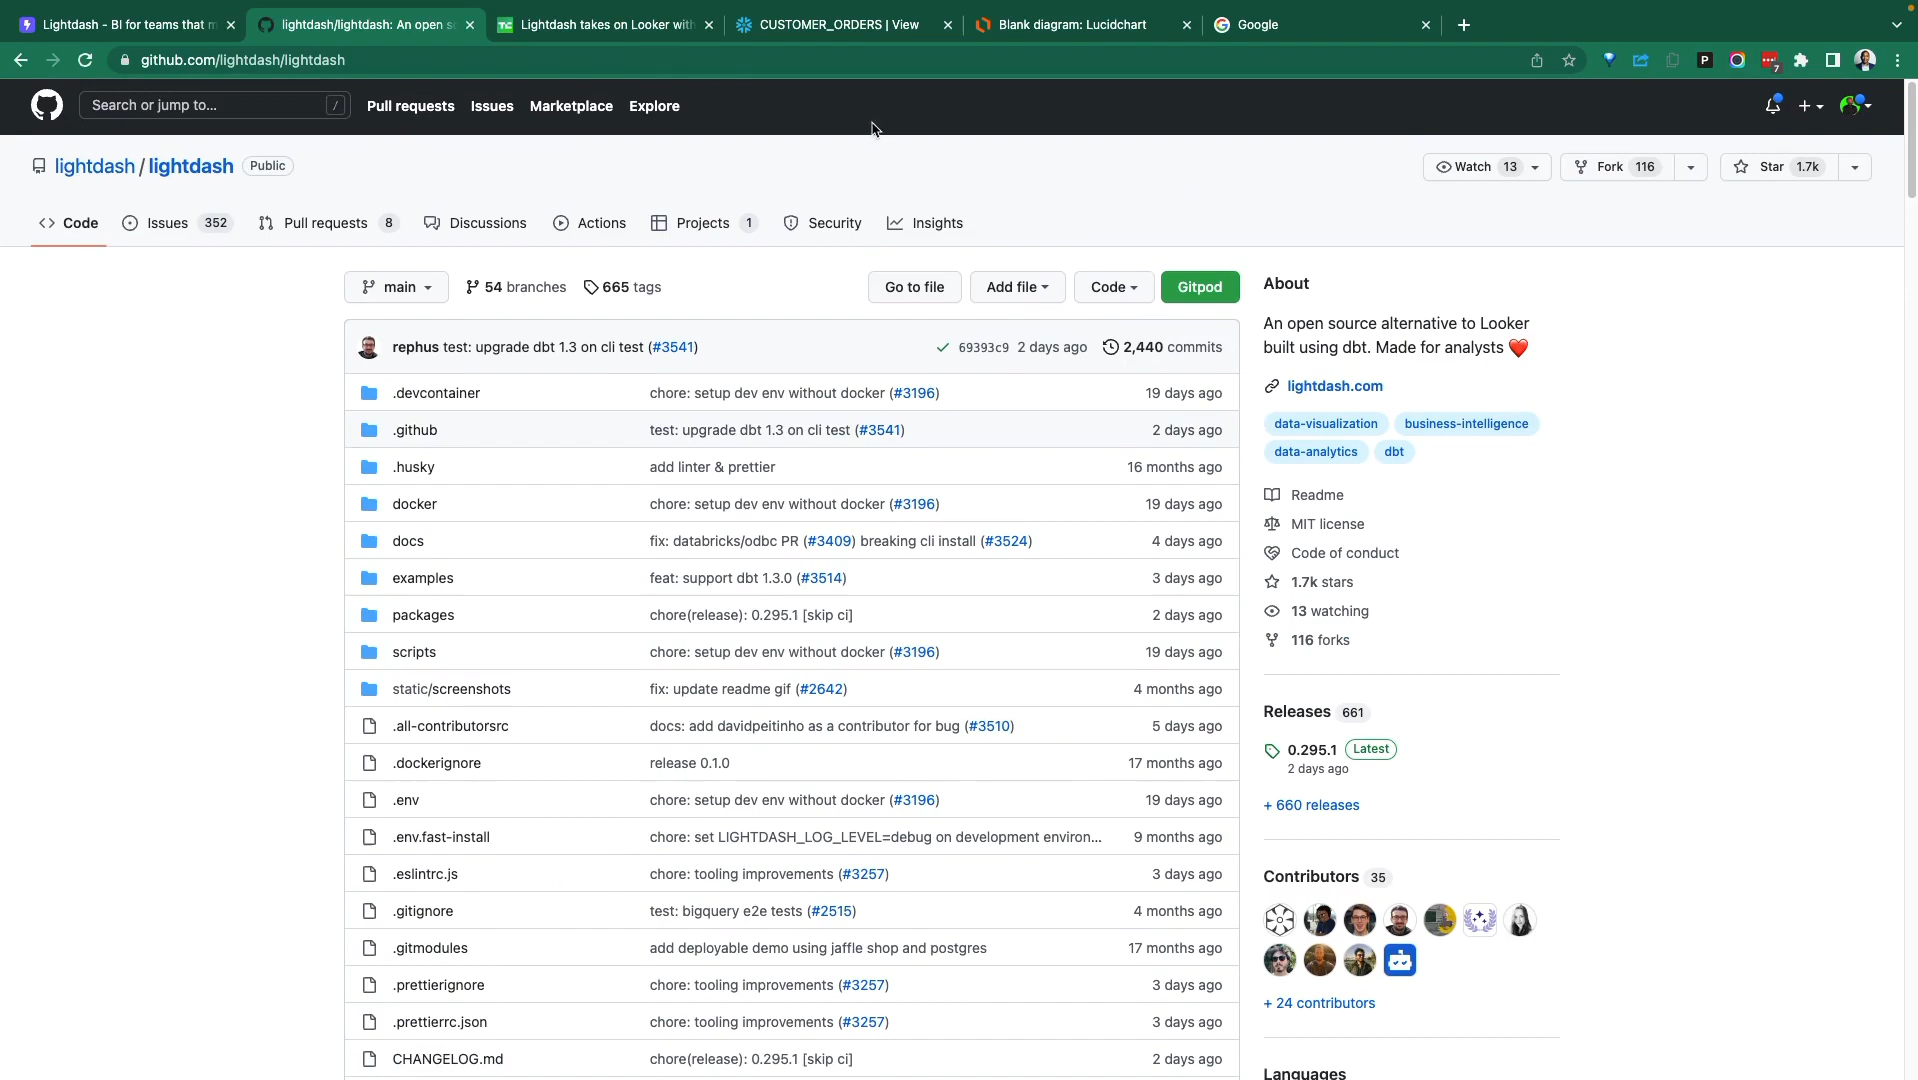 Lightdash - BI for teams that m
lightdash/lightdash: An open so
Lightdash takes on Looker with
CUSTOMER_ORDERS | View
Blank diagram: Lucidchart
Google
github.com/lightdash/lightdash
P
7
Search or jump to...
/
Pull requests
Issues
Marketplace
Explore
lightdash / lightdash Public
Watch 13
Fork 116
Star 1.7k
Code
Issues 352
Pull requests 8
Discussions
Actions
Projects 1
Security
Insights
main
54 branches
665 tags
Go to file
Add file
Code
Gitpod
rephus test: upgrade dbt 1.3 on cli test (#3541)
69393c9 2 days ago
2,440 commits
.devcontainer chore: setup dev env without docker (#3196) 19 days ago
.github test: upgrade dbt 1.3 on cli test (#3541) 2 days ago
.husky add linter & prettier 16 months ago
docker chore: setup dev env without docker (#3196) 19 days ago
docs fix: databricks/odbc PR (#3409) breaking cli install (#3524) 4 days ago
examples feat: support dbt 1.3.0 (#3514) 3 days ago
packages chore(release): 0.295.1 [skip ci] 2 days ago
scripts chore: setup dev env without docker (#3196) 19 days ago
static/screenshots fix: update readme gif (#2642) 4 months ago
.all-contributorsrc docs: add davidpeitinho as a contributor for bug (#3510) 5 days ago
.dockerignore release 0.1.0 17 months ago
.env chore: setup dev env without docker (#3196) 19 days ago
.env.fast-install chore: set LIGHTDASH_LOG_LEVEL=debug on development environ... 9 months ago
.eslintrc.js chore: tooling improvements (#3257) 3 days ago
.gitignore test: bigquery e2e tests (#2515) 4 months ago
.gitmodules add deployable demo using jaffle shop and postgres 17 months ago
.prettierignore chore: tooling improvements (#3257) 3 days ago
.prettierrc.json chore: tooling improvements (#3257) 3 days ago
CHANGELOG.md chore(release): 0.295.1 [skip ci] 2 days ago
About
An open source alternative to Looker
built using dbt. Made for analysts ❤️
lightdash.com
data-visualization business-intelligence
data-analytics dbt
Readme
MIT license
Code of conduct
1.7k stars
13 watching
116 forks
Releases 661
0.295.1 Latest
2 days ago
+ 660 releases
Contributors 35
+ 24 contributors
Languages